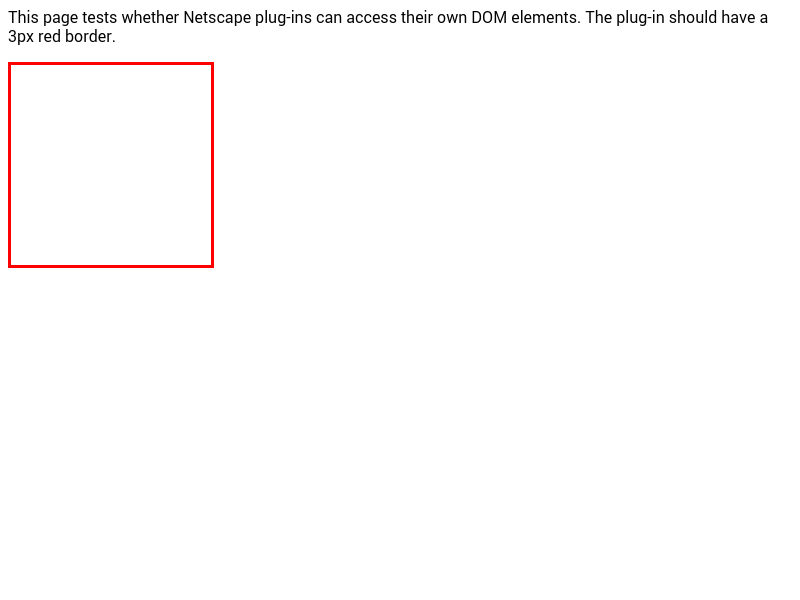 This page tests whether Netscape plug-ins can access their own DOM elements. The plug-in should have a
3px red border.